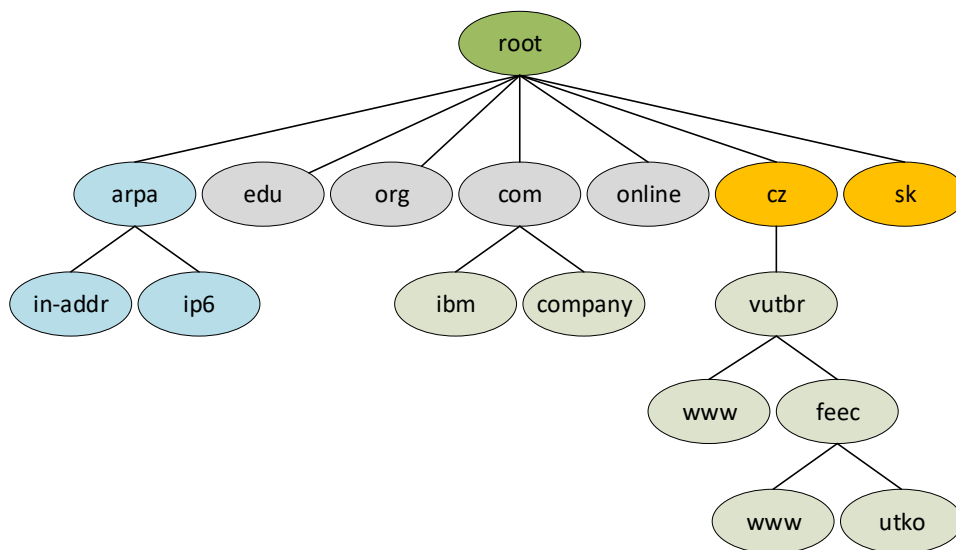 root
arpa edu org com online cz sk
in-addr ip6 ibm company vutbr
www feec
www utko